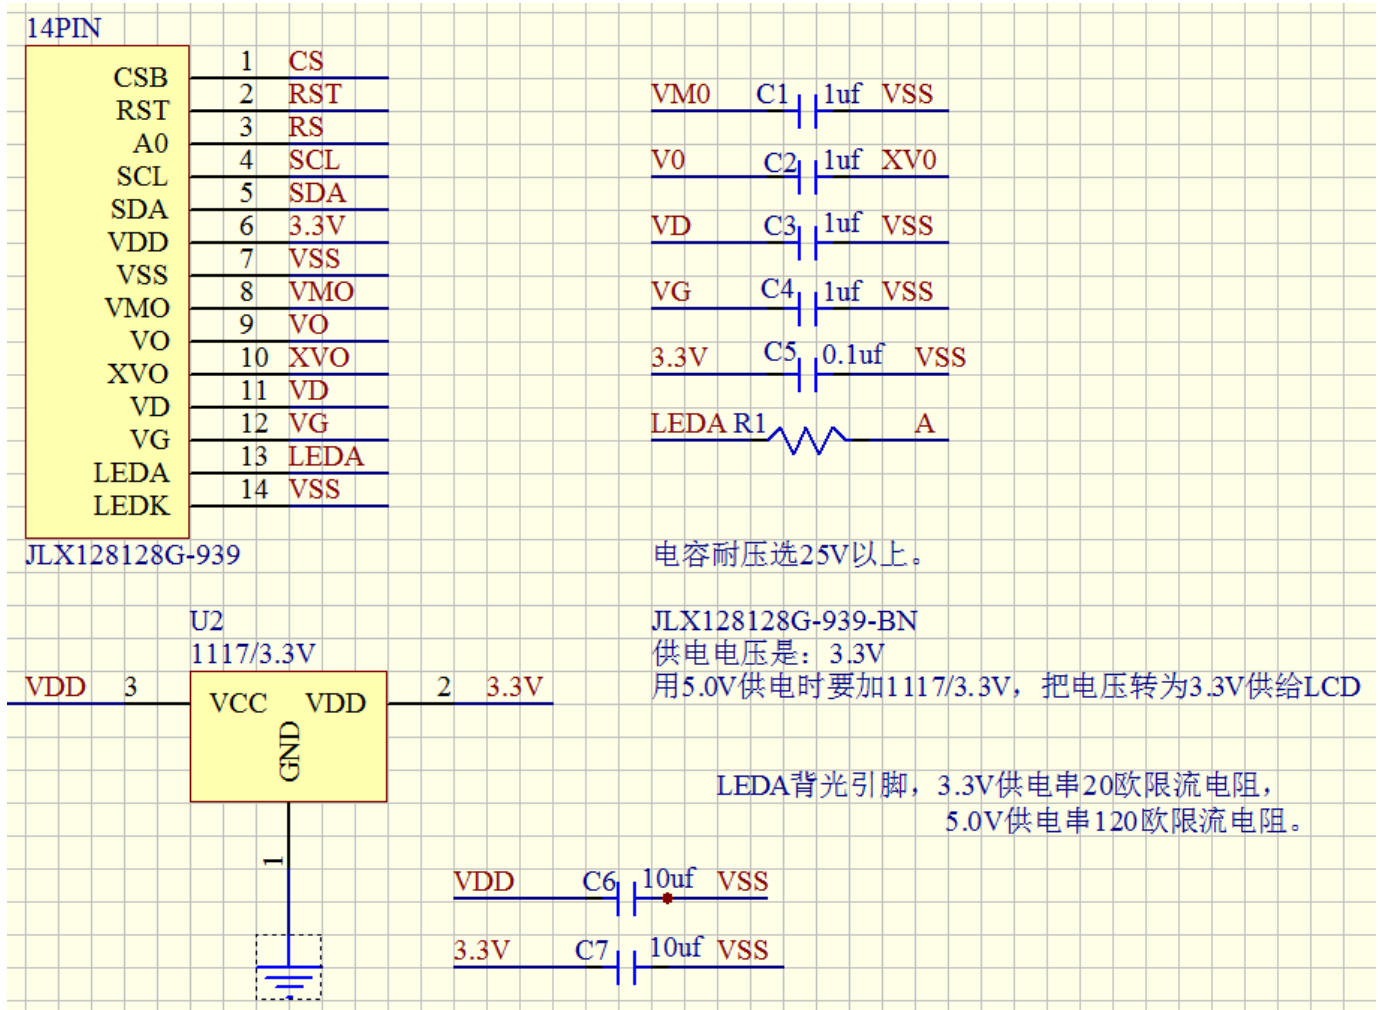 14PIN
CSB 1 CS
RST 2 RST
A0 3 RS
SCL 4 SCL
SDA 5 SDA
VDD 6 3.3V
VSS 7 VSS
VMO 8 VMO
VO 9 VO
XVO 10 XVO
VD 11 VD
VG 12 VG
LEDA 13 LEDA
LEDK 14 VSS
JLX128128G-939
VM0 C1 1uf VSS
V0 C2 1uf XV0
VD C3 1uf VSS
VG C4 1uf VSS
3.3V C5 0.1uf VSS
LEDA R1 A
电容耐压选25V以上。
JLX128128G-939-BN
供电电压是：3.3V
用5.0V供电时要加1117/3.3V，把电压转为3.3V供给LCD
U2
1117/3.3V
VDD 3 VCC VDD 2 3.3V
GND
1
LEDA背光引脚，3.3V供电串20欧限流电阻，
5.0V供电串120欧限流电阻。
VDD C6 10uf VSS
3.3V C7 10uf VSS